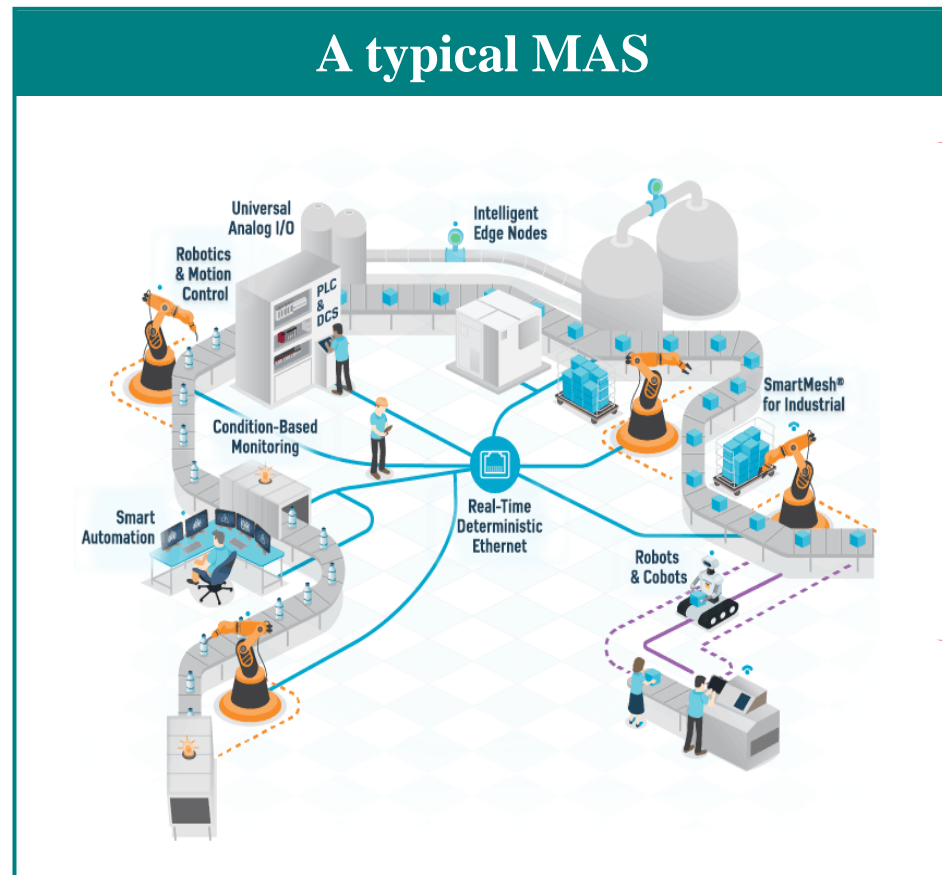 A typical MAS
Universal
Analog I/O
Intelligent
Edge Nodes
Robotics
& Motion
Control
PLC
&
DCS
SmartMesh®
for Industrial
Condition-Based
Monitoring
Smart
Automation
Real-Time
Deterministic
Ethernet
Robots
& Cobots